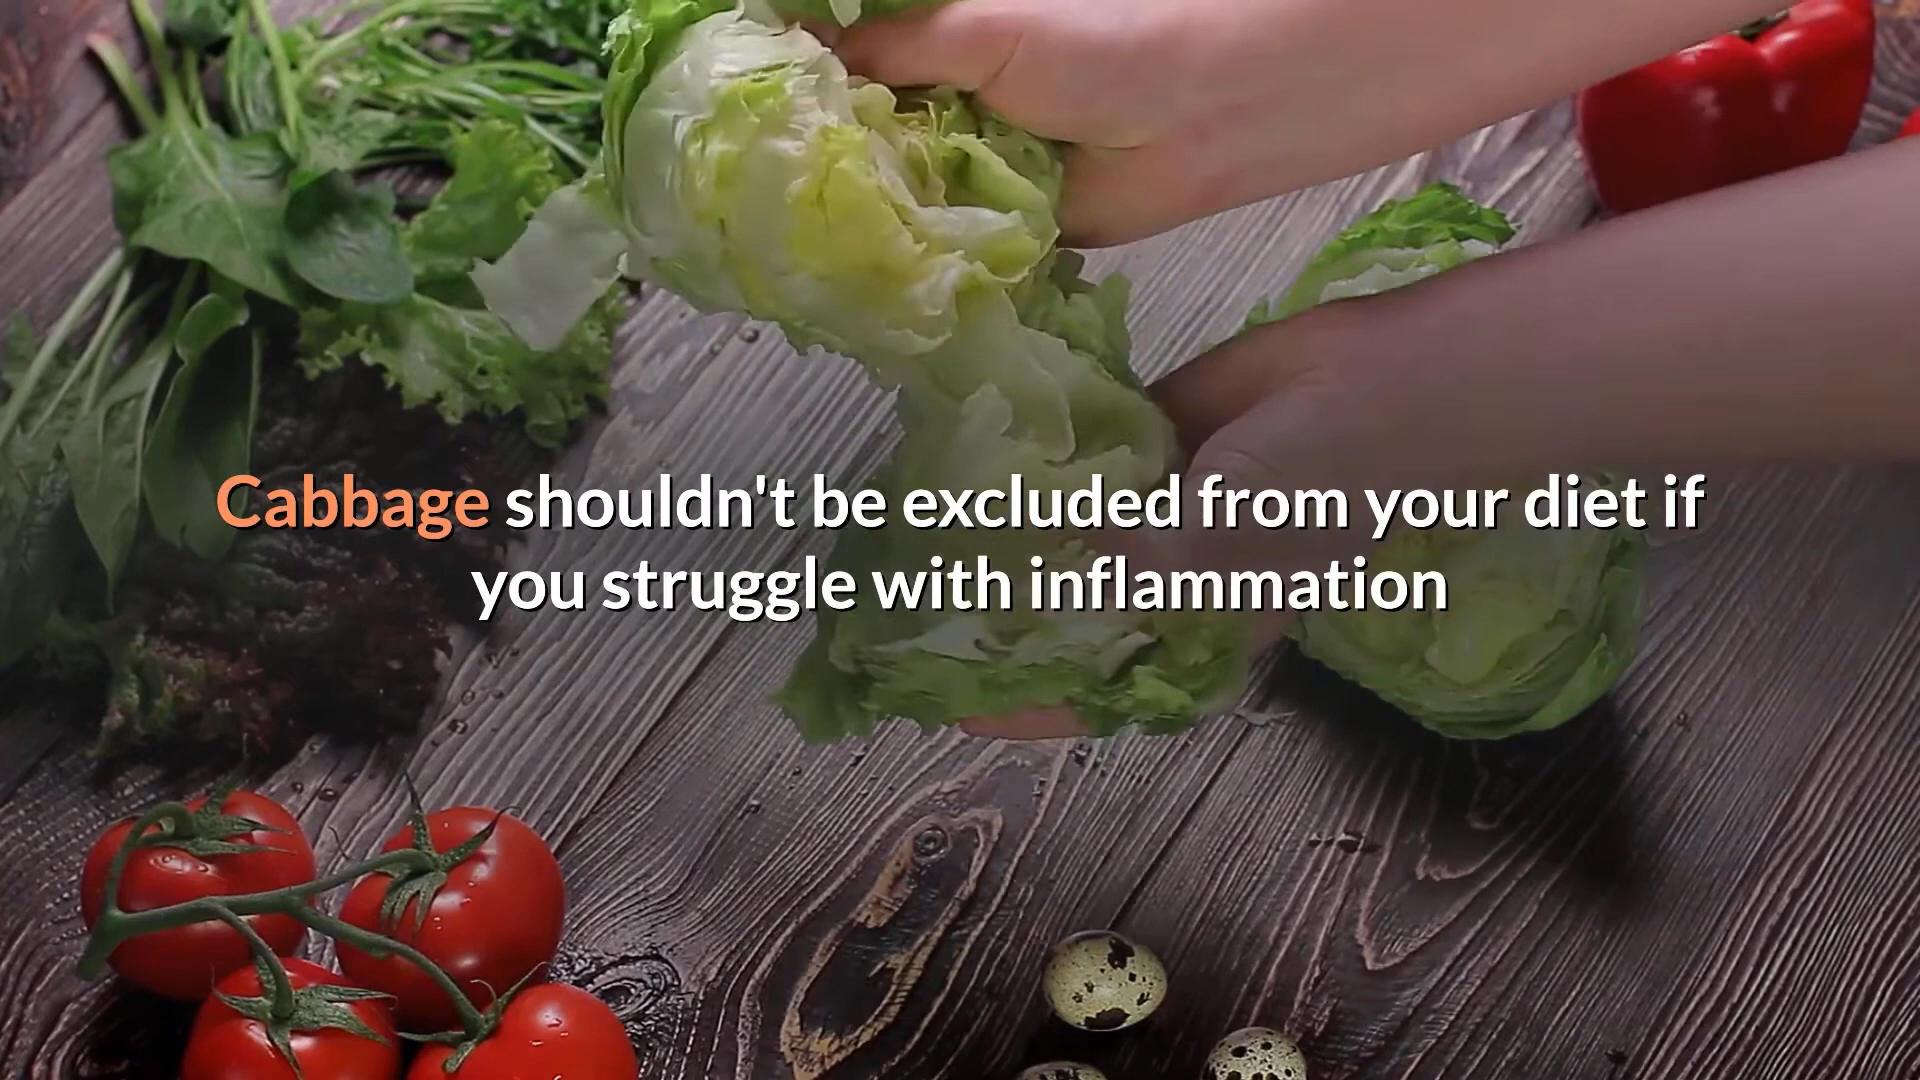 Cabbage shouldn't be excluded from your diet if
you struggle with inflammation